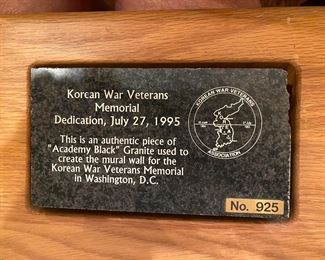 Korean War Veterans
Memorial
Dedication, July 27, 1995
This is an authentic piece of
"Academy Black" Granite used to
create the mural wall for the
Korean War Veterans Memorial
in Washington, D.C.
KOREAN WAR VETERANS
ASSOCIATION
No. 925